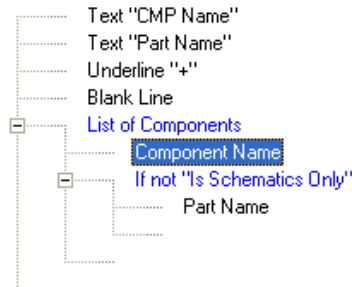 Text "CMP Name"
Text "Part Name"
Underline "+"
Blank Line
List of Components
Component Name
If not "Is Schematics Only"
Part Name